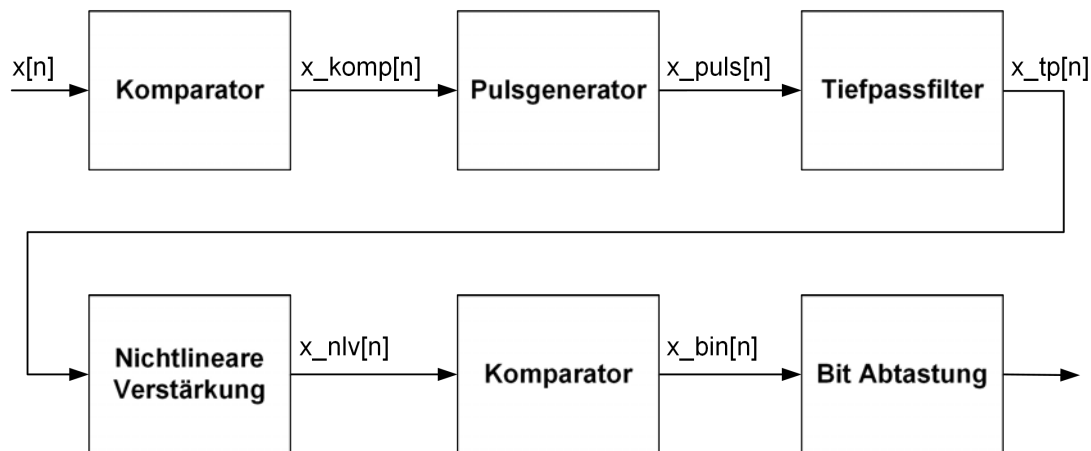 x[n]
Komparator
x_komp[n]
Pulsgenerator
x_puls[n]
Tiefpassfilter
x_tp[n]
Nichtlineare
Verstärkung
x_nlv[n]
Komparator
x_bin[n]
Bit Abtastung